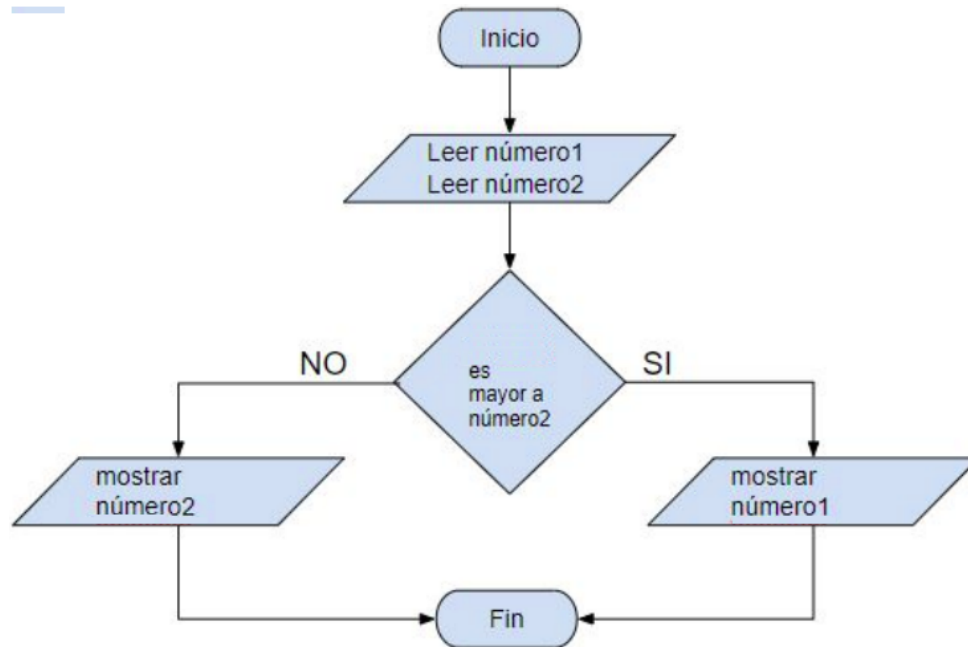 Inicio
Leer número1
Leer número2
NO
SI
es
mayor a
número2
mostrar
número2
mostrar
número1
Fin